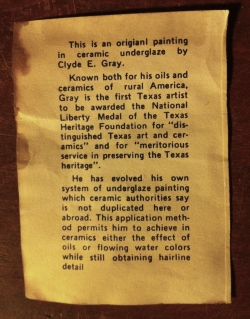 This is an origianl painting
in ceramic underglaze by
Clyde E. Gray.
Known both for his oils and
ceramics of rural America,
Gray is the first Texas artist
to be awarded the National
Liberty Medal of the Texas
Heritage Foundation for "dis-
tinguished Texas art and cer-
amics" and for "meritorious
service in preserving the Texas
heritage".
He has evolved his own
system of underglaze painting
which ceramic authorities say
is not duplicated here or
abroad. This application meth-
od permits him to achieve in
ceramics either the effect of
oils or flowing water colors
while still obtaining hairline
detail